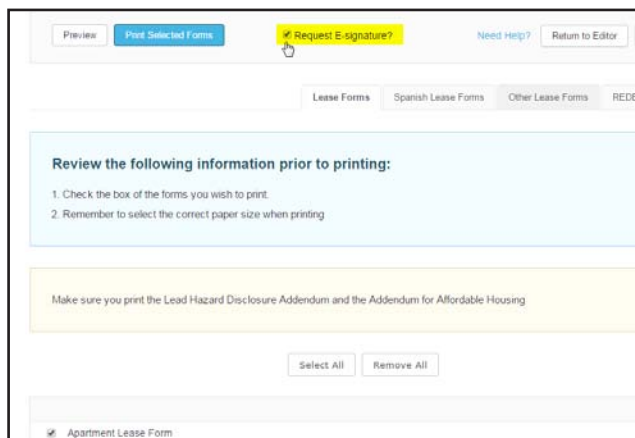 Preview Print Selected Forms Request E-signature? Need Help? Return to Editor
Lease Forms Spanish Lease Forms Other Lease Forms REDE
Review the following information prior to printing:
1. Check the box of the forms you wish to print.
2. Remember to select the correct paper size when printing
Make sure you print the Lead Hazard Disclosure Addendum and the Addendum for Affordable Housing
Select All Remove All
Apartment Lease Form